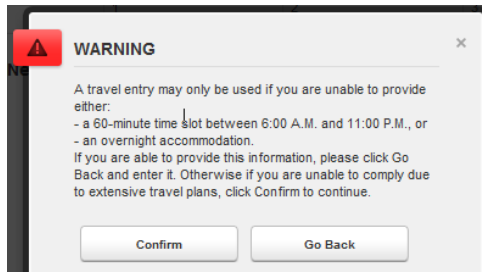 WARNING
×
Ne
A travel entry may only be used if you are unable to provide
either:
- a 60-minute time slot between 6:00 A.M. and 11:00 P.M., or
- an overnight accommodation.
If you are able to provide this information, please click Go
Back and enter it. Otherwise if you are unable to comply due
to extensive travel plans, click Confirm to continue.
Confirm
Go Back